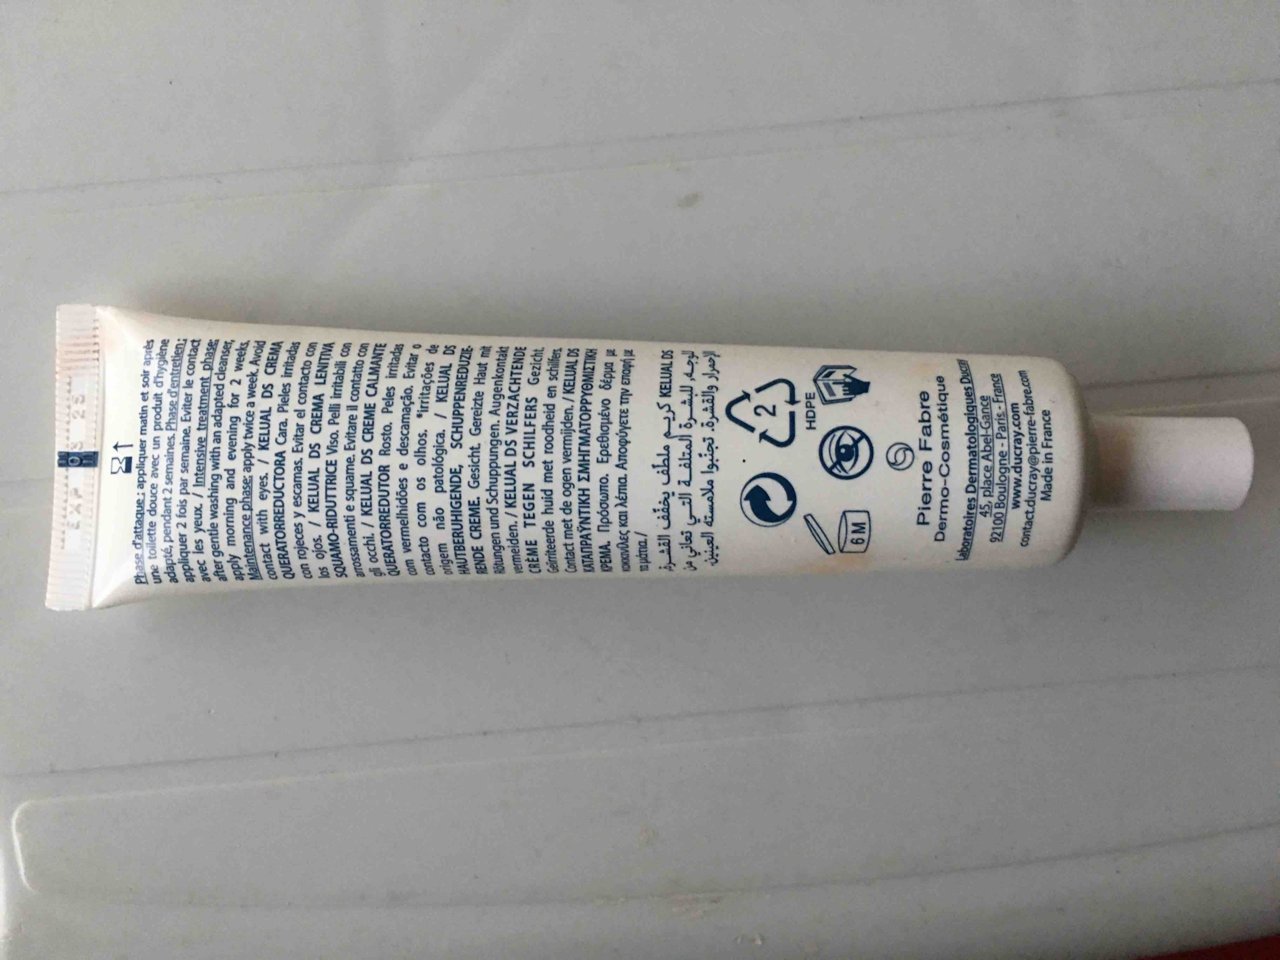 Phase d'attaque : appliquer matin et soir après
une toilette douce avec un produit d'hygiène
adapté, pendant 2 semaines. Phase d'entretien :
appliquer 2 fois par semaine. Eviter le contact
avec les yeux. / Intensive treatment phase:
after gentle washing with an adapted cleanser,
apply morning and evening for 2 weeks.
Maintenance phase: apply twice a week. Avoid
contact with eyes. / KELUAL DS CREMA
QUERATORREDUCTORA Cara. Pieles irritadas
con rojeces y escamas. Evitar el contacto con
los ojos. / KELUAL DS CREMA LENITIVA
SQUAMO-RIDUTTRICE Viso. Pelli irritabili con
arrossamenti e squame. Evitare il contatto con
gli occhi. / KELUAL DS CREME CALMANTE
QUERATORREDUTOR Rosto. Peles irritadas
com vermelhidões e descamação. Evitar o
contacto com os olhos. *Irritações de
origem não patológica. / KELUAL DS
HAUTBERUHIGENDE, SCHUPPENREDUZIE-
RENDE CREME. Gesicht. Gereizte Haut mit
Rötungen und Schuppungen. Augenkontakt
vermeiden. / KELUAL DS VERZACHTENDE
CRÈME TEGEN SCHILFERS Gezicht.
Geïrriteerde huid met roodheid en schilfers.
Contact met de ogen vermijden. / KELUAL DS
ΚΑΤΑΠΡΑΫΝΤΙΚΗ ΣΜΗΓΜΑΤΟΡΡΥΘΜΙΣΤΙΚΗ
ΚΡΕΜΑ. Πρόσωπο. Ερεθισμένο δέρμα με
κοκκινίλες και λέπια. Αποφύγετε την επαφή με
τα μάτια. /
KELUAL DS كريم ملطف يخفف القشرة
للوجه. للبشرة المتلفة التي تعاني من
الإحمرار والقشرة. تجنبوا ملامسة العينين
2
HDPE
6 M
Pierre Fabre
Dermo-Cosmétique
Laboratoires Dermatologiques Ducray
45, place Abel-Gance
92100 Boulogne - Paris - France
www.ducray.com
contact.ducray@pierre-fabre.com
Made in France